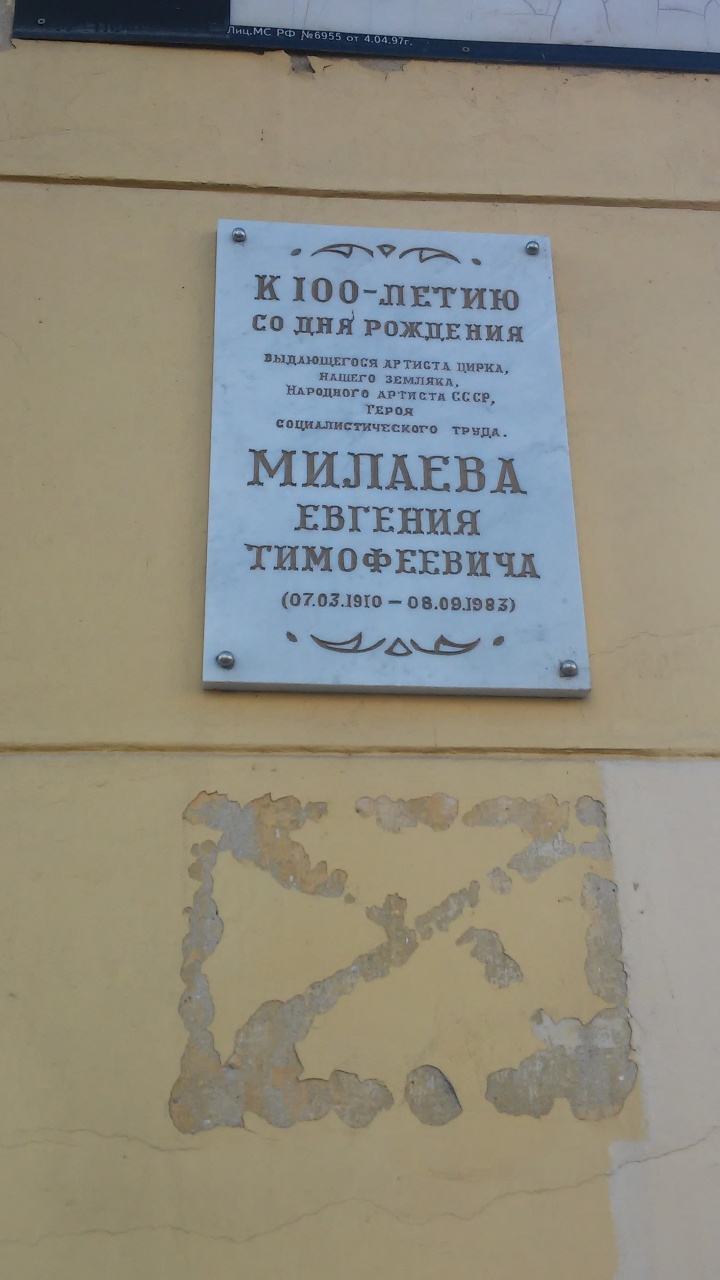 Лиц.МС РФ №6955 от 4.04.97г.
К 100-ЛЕТИЮ
СО ДНЯ РОЖДЕНИЯ
ВЫДАЮЩЕГОСЯ АРТИСТА ЦИРКА,
НАШЕГО ЗЕМЛЯКА,
НАРОДНОГО АРТИСТА СССР,
ГЕРОЯ
СОЦИАЛИСТИЧЕСКОГО ТРУДА.
МИЛАЕВА
ЕВГЕНИЯ
ТИМОФЕЕВИЧА
(07.03.1910 – 08.09.1983)